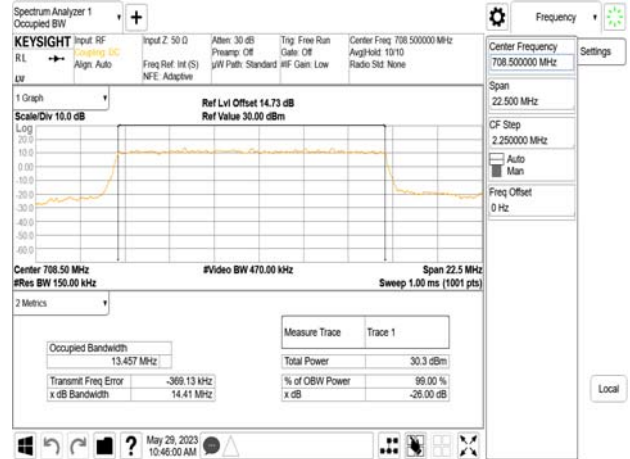 Spectrum Analyzer 1
Occupied BW
Frequency
KEYSIGHT
Input: RF
Coupling: DC
Align: Auto
Input Z: 50 Ω
Freq Ref: Int (S)
NFE: Adaptive
Atten: 30 dB
Preamp: Off
µW Path: Standard
Trig: Free Run
Gate: Off
#IF Gain: Low
Center Freq: 708.500000 MHz
Avg|Hold: 10/10
Radio Std: None
RL
Center Frequency
708.500000 MHz
Settings
Span
22.500 MHz
CF Step
2.250000 MHz
Auto
Man
Freq Offset
0 Hz
1 Graph
Scale/Div 10.0 dB
Ref Lvl Offset 14.73 dB
Ref Value 30.00 dBm
Log
20.0
10.0
0.00
-10.0
-20.0
-30.0
-40.0
-50.0
-60.0
Center 708.50 MHz
#Video BW 470.00 kHz
Span 22.5 MHz
#Res BW 150.00 kHz
Sweep 1.00 ms (1001 pts)
2 Metrics
Measure Trace Trace 1
Occupied Bandwidth
13.457 MHz
Total Power 30.3 dBm
Transmit Freq Error -369.13 kHz
% of OBW Power 99.00 %
x dB Bandwidth 14.41 MHz
x dB -26.00 dB
Local
May 29, 2023
10:46:00 AM